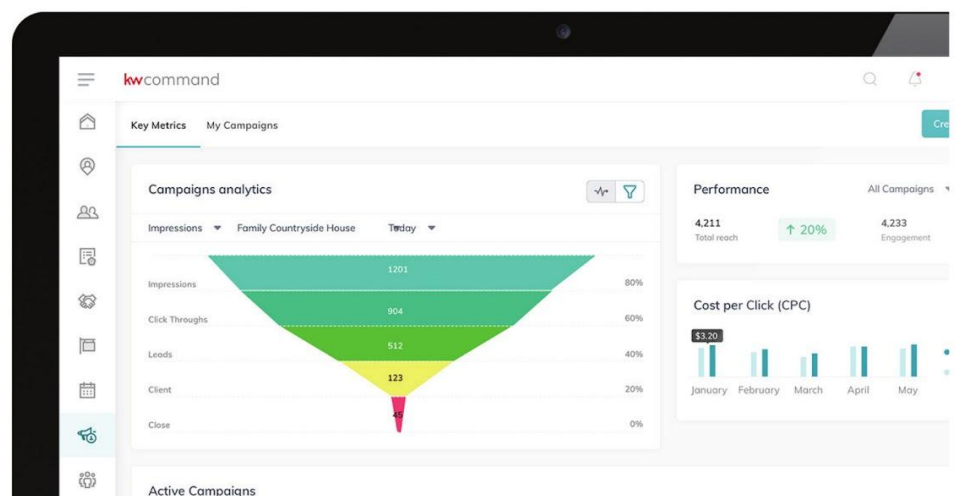 kwcommand
Key Metrics My Campaigns
Cre
Campaigns analytics
Impressions Family Countryside House Today
Impressions 1201 80%
Click Throughs 904 60%
Leads 512 40%
Client 123 20%
Close 45 0%
Performance All Campaigns
4,211 20% 4,233
Total reach Engagement
Cost per Click (CPC)
$3.20
January February March April May
Active Campaigns